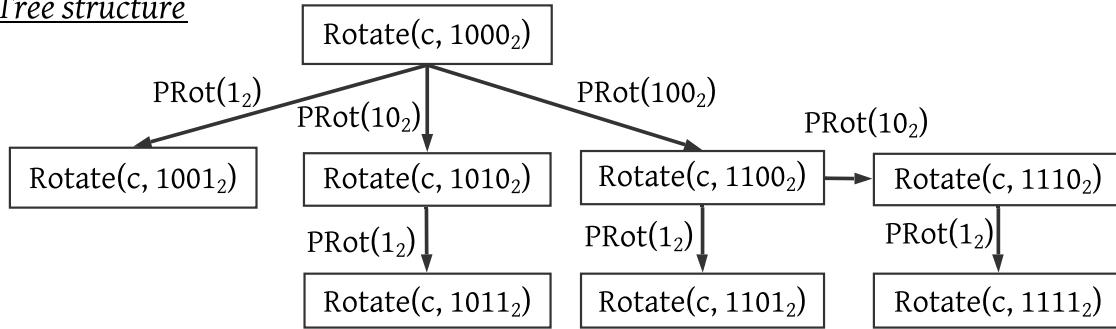 Tree structure
Rotate(c, 1000₂)
PRot(1₂)
PRot(10₂)
PRot(100₂)
PRot(10₂)
Rotate(c, 1001₂)
Rotate(c, 1010₂)
Rotate(c, 1100₂)
Rotate(c, 1110₂)
PRot(1₂)
PRot(1₂)
PRot(1₂)
Rotate(c, 1011₂)
Rotate(c, 1101₂)
Rotate(c, 1111₂)